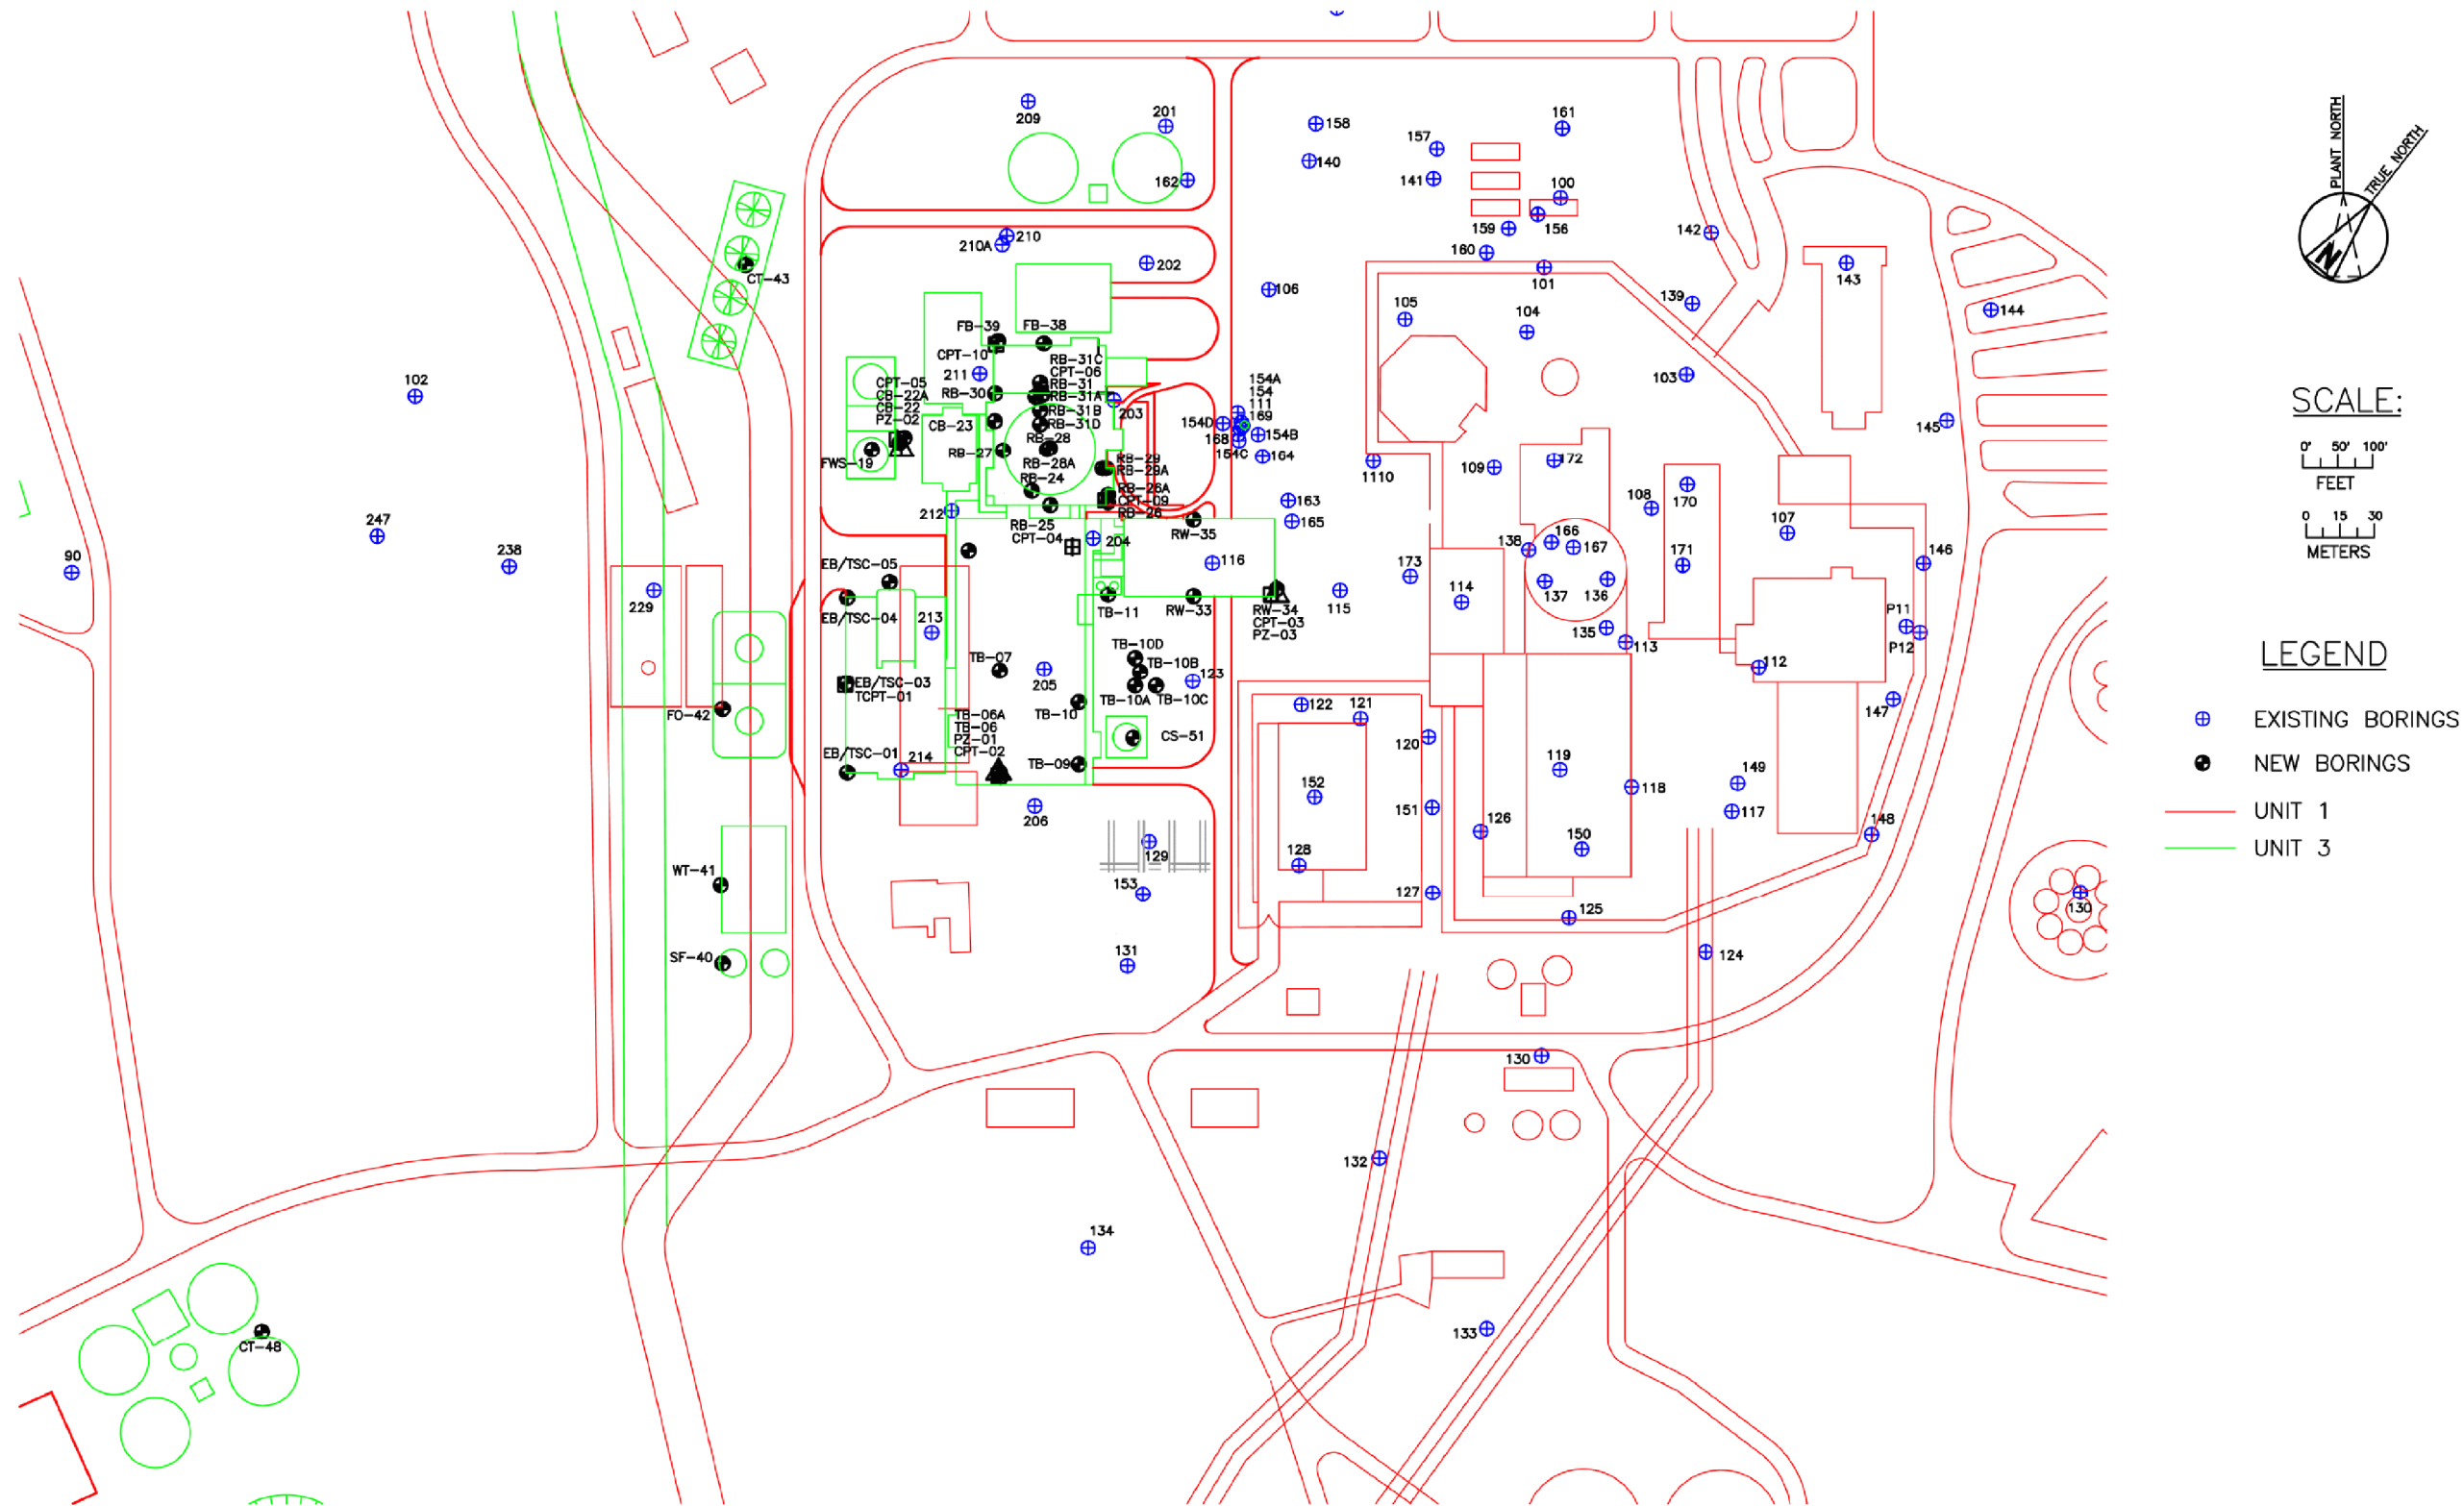 209
201
161
158
157
140
162
141
100
159
156
142
160
210
210A
202
101
143
CT-43
106
139
144
105
104
FB-39
FB-38
CPT-10
RB-31C
CPT-06
211
RB-31
103
102
CPT-05
CB-22A
CB-22
PZ-02
RB-30
RB-31A
RB-31B
RB-31D
203
154A
154
111
169
154D
154B
168
154C
164
145
CB-23
RB-28
RB-27
RB-28A
RB-24
FWS-19
RB-29
RB-29A
RB-26A
CPT-09
RB-26
1110
109
172
108
170
107
163
165
212
RB-25
CPT-04
204
RW-35
116
138
166
167
171
146
173
247
238
90
229
EB/TSC-05
EB/TSC-04
213
TB-11
RW-33
RW-34
CPT-03
PZ-03
115
114
137
136
135
113
P11
P12
112
TB-07
205
TB-10D
TB-10B
123
EB/TSC-03
TCPT-01
TB-10A
TB-10C
FO-42
TB-06A
TB-06
PZ-01
CPT-02
TB-10
CS-51
TB-09
EB/TSC-01
214
122
121
120
147
119
118
149
117
152
151
206
126
150
148
129
128
WT-41
153
127
125
130
SF-40
131
124
130
132
134
133
CT-48
PLANT NORTH
TRUE NORTH
N
SCALE:
0' 50' 100'
FEET
0 15 30
METERS
LEGEND
EXISTING BORINGS
NEW BORINGS
UNIT 1
UNIT 3